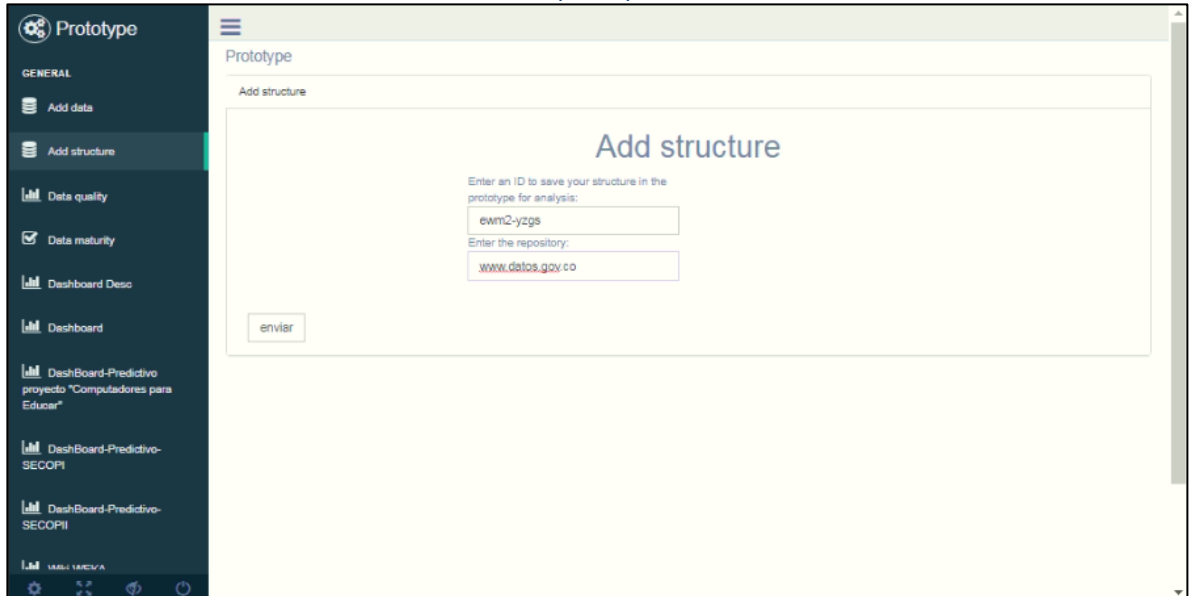 Prototype
GENERAL
Add data
Add structure
Data quality
Data maturity
Dashboard Desc
Dashboard
DashBoard-Predictivo
proyecto "Computadores para
Educar"
DashBoard-Predictivo-
SECOPI
DashBoard-Predictivo-
SECOPII
Prototype
Add structure
Add structure
Enter an ID to save your structure in the
prototype for analysis:
ewm2-yzgs
Enter the repository:
www.datos.gov.co
enviar